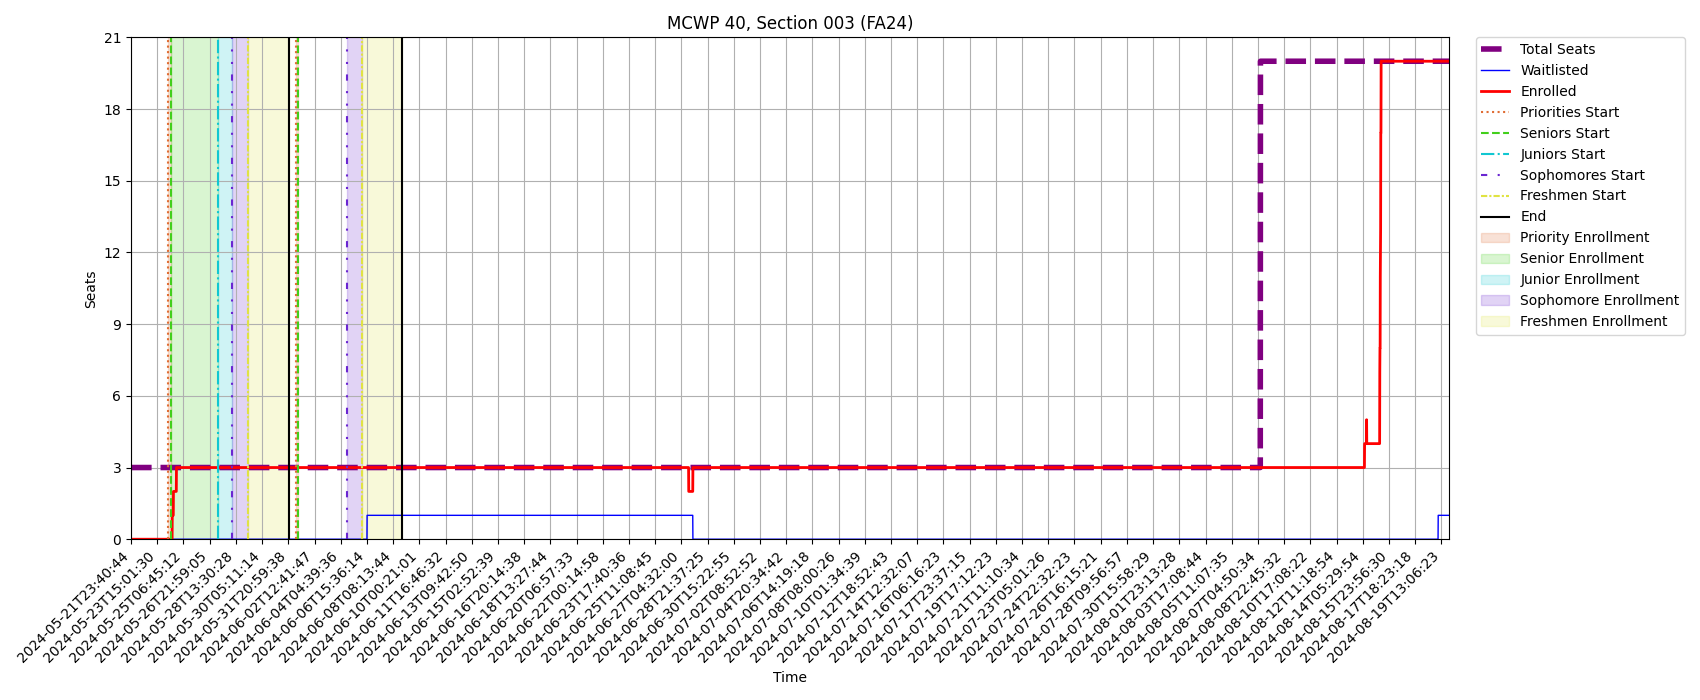 MCWP 40, Section 003 (FA24)
21
18
15
12
9
6
3
0
Seats
2024-05-21T23:40:44
2024-05-23T15:01:30
2024-05-25T06:45:12
2024-05-26T21:59:05
2024-05-28T13:30:28
2024-05-30T05:11:14
2024-05-31T20:59:38
2024-06-02T12:41:47
2024-06-04T04:39:36
2024-06-06T15:36:14
2024-06-08T08:13:44
2024-06-10T00:21:01
2024-06-11T16:46:32
2024-06-13T09:42:50
2024-06-15T02:52:39
2024-06-16T20:14:38
2024-06-18T13:27:44
2024-06-20T06:57:33
2024-06-22T00:14:58
2024-06-23T17:40:36
2024-06-25T11:08:45
2024-06-27T04:32:00
2024-06-28T21:37:25
2024-06-30T15:22:55
2024-07-02T08:52:52
2024-07-04T20:34:42
2024-07-06T14:19:18
2024-07-08T08:00:26
2024-07-10T01:34:39
2024-07-12T18:52:43
2024-07-14T12:32:07
2024-07-16T06:16:23
2024-07-17T23:37:15
2024-07-19T17:12:23
2024-07-21T11:10:34
2024-07-23T05:01:26
2024-07-24T22:32:23
2024-07-26T16:15:21
2024-07-28T09:56:57
2024-07-30T15:58:29
2024-08-01T23:13:28
2024-08-03T17:08:44
2024-08-05T11:07:35
2024-08-07T04:50:34
2024-08-08T22:45:32
2024-08-10T17:08:22
2024-08-12T11:18:54
2024-08-14T05:29:54
2024-08-15T23:56:30
2024-08-17T18:23:18
2024-08-19T13:06:23
Time
Total Seats
Waitlisted
Enrolled
Priorities Start
Seniors Start
Juniors Start
Sophomores Start
Freshmen Start
End
Priority Enrollment
Senior Enrollment
Junior Enrollment
Sophomore Enrollment
Freshmen Enrollment